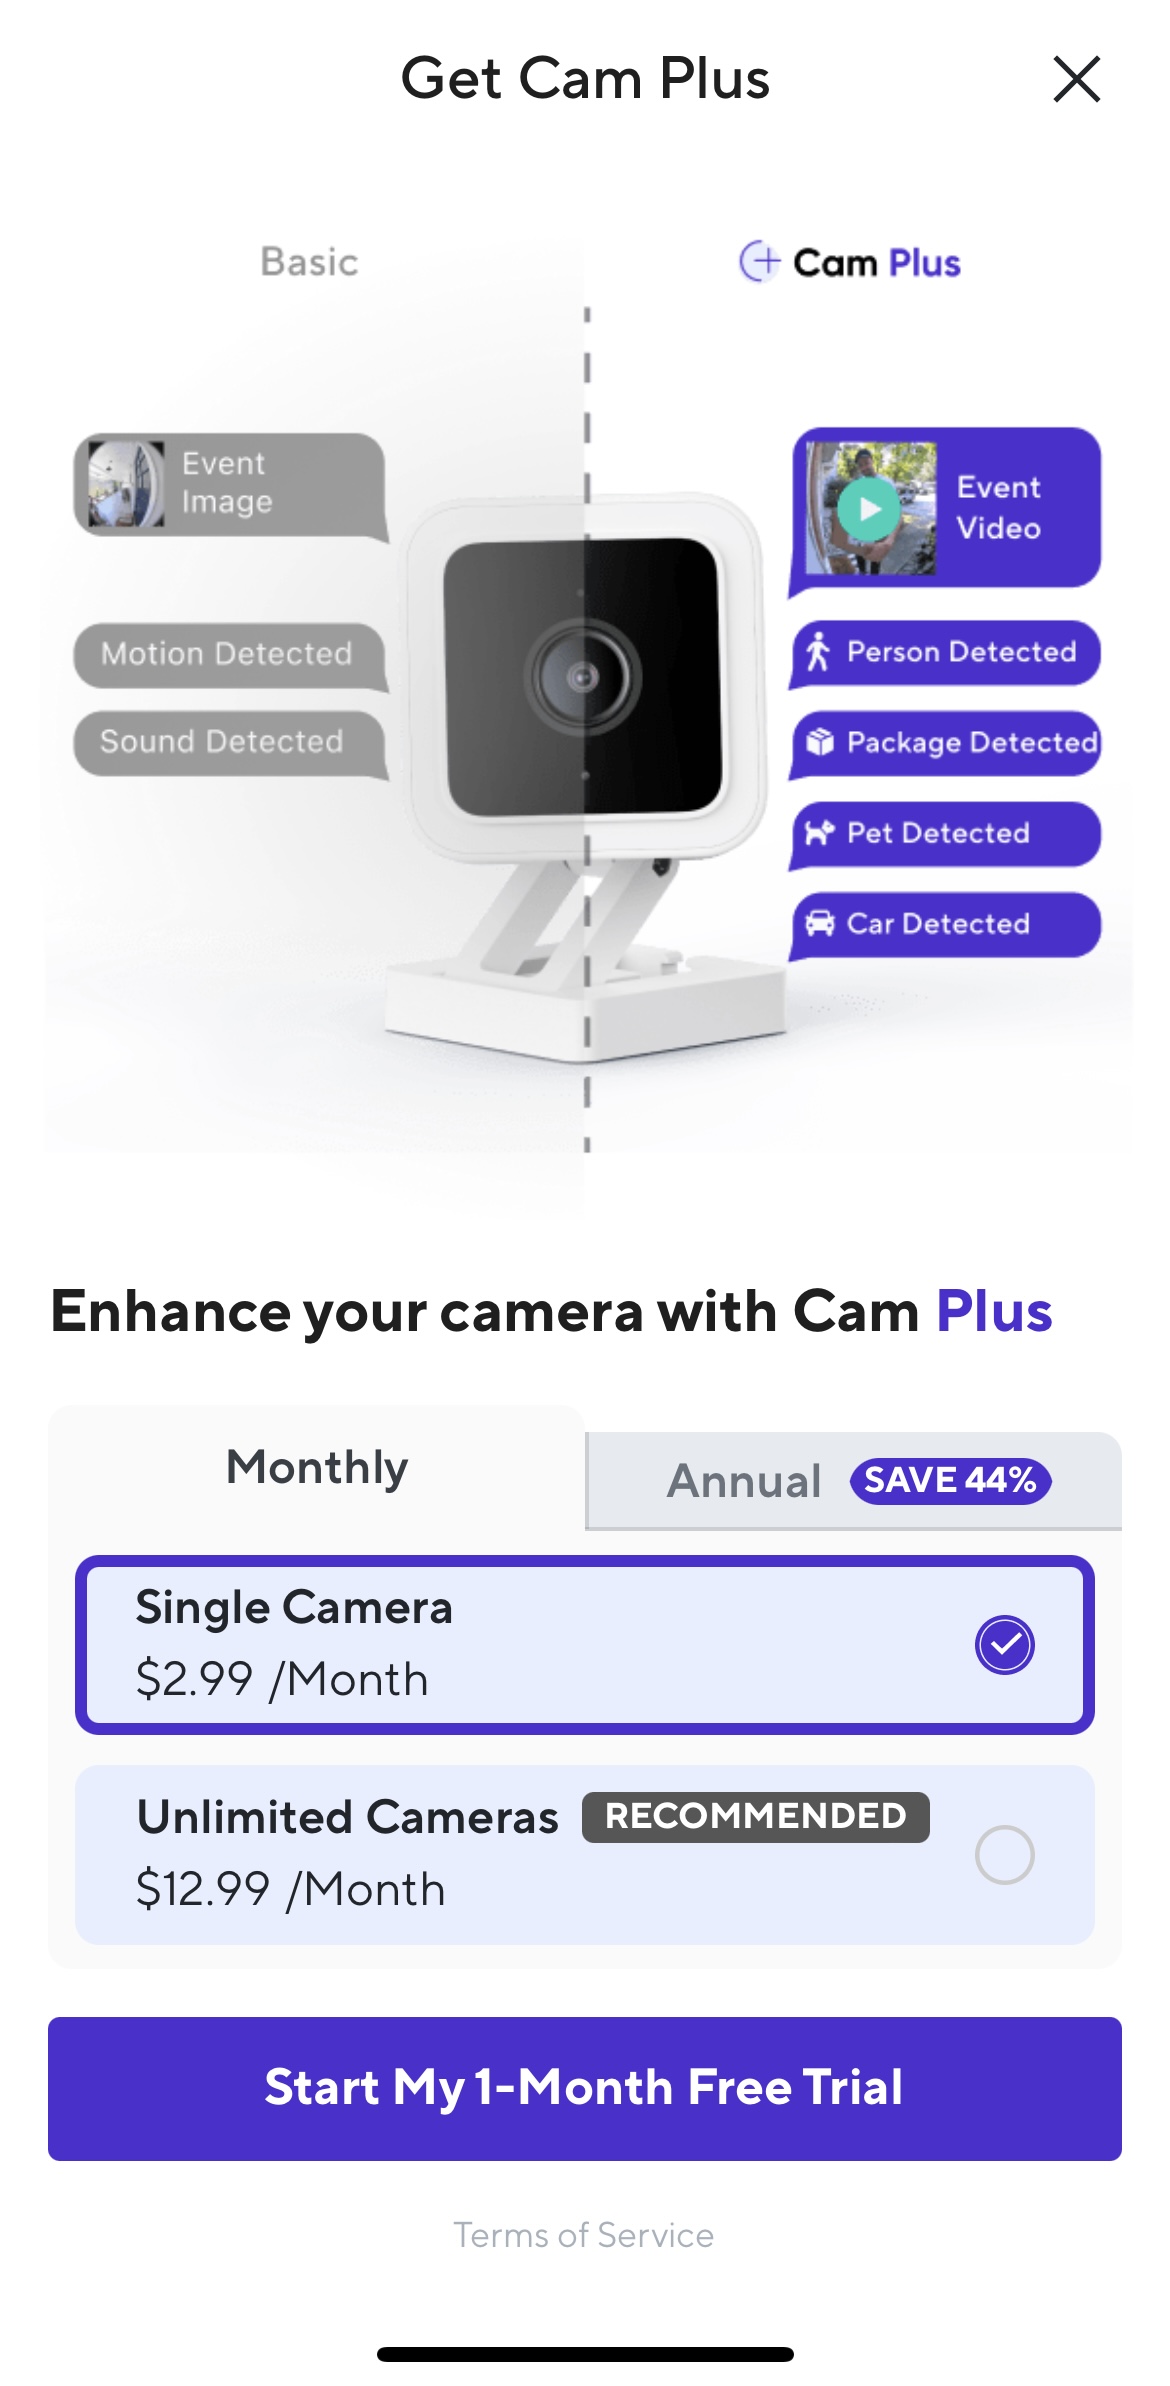 Get Cam Plus
Basic
Cam Plus
Event
Image
Motion Detected
Sound Detected
Event
Video
Person Detected
Package Detected
Pet Detected
Car Detected
Enhance your camera with Cam Plus
Monthly
Annual SAVE 44%
Single Camera
$2.99 /Month
Unlimited Cameras RECOMMENDED
$12.99 /Month
Start My 1-Month Free Trial
Terms of Service